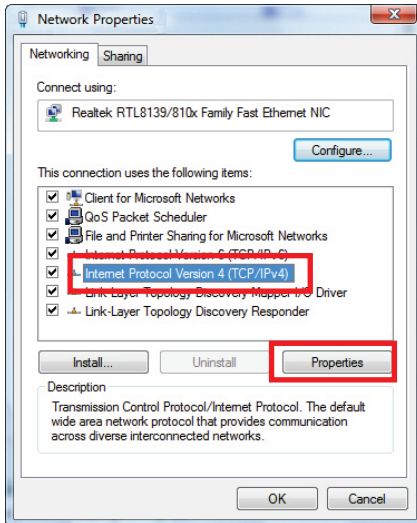 Network Properties
Networking Sharing
Connect using:
Realtek RTL8139/810x Family Fast Ethernet NIC
Configure...
This connection uses the following items:
Client for Microsoft Networks
QoS Packet Scheduler
File and Printer Sharing for Microsoft Networks
Internet Protocol Version 6 (TCP/IPv6)
Internet Protocol Version 4 (TCP/IPv4)
Link-Layer Topology Discovery Mapper I/O Driver
Link-Layer Topology Discovery Responder
Install... Uninstall Properties
Description
Transmission Control Protocol/Internet Protocol. The default
wide area network protocol that provides communication
across diverse interconnected networks.
OK Cancel